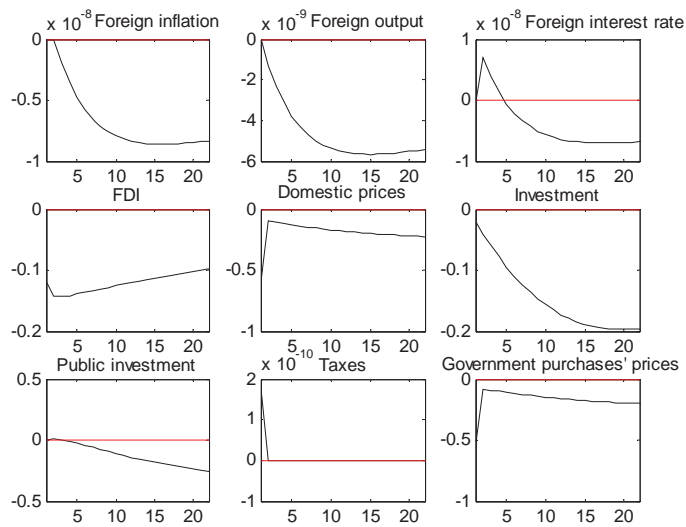 x 10^-8 Foreign inflation
x 10^-9 Foreign output
x 10^-8 Foreign interest rate
0
-0.5
-1
5 10 15 20
0
-2
-4
-6
5 10 15 20
1
0
-1
5 10 15 20
FDI
Domestic prices
Investment
0
-0.1
-0.2
5 10 15 20
0
-0.5
-1
5 10 15 20
0
-0.1
-0.2
5 10 15 20
Public investment
x 10^-10 Taxes
Government purchases' prices
0.5
0
-0.5
5 10 15 20
2
1
0
-1
5 10 15 20
0
-0.5
-1
5 10 15 20